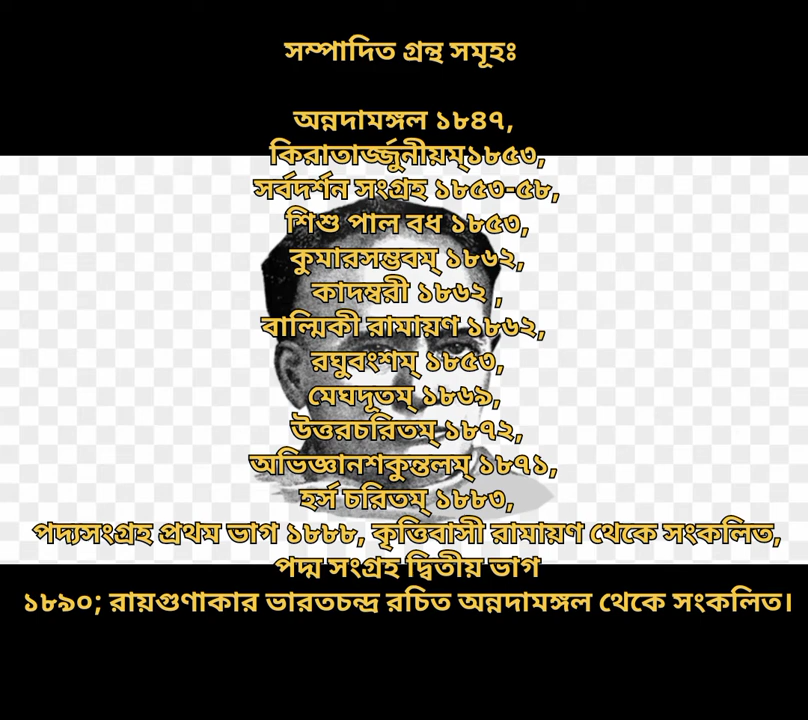 সম্পাদিত গ্রন্থ সমূহঃ
অন্নদামঙ্গল ১৮৪৭,
কিরাতার্জ্জুনীয়ম্১৮৫৩,
সর্বদর্শন সংগ্রহ ১৮৫৩-৫৮,
শিশু পাল বধ ১৮৫৩,
কুমারসম্ভবম্ ১৮৬২,
কাদম্বরী ১৮৬২ ,
বাল্মিকী রামায়ণ ১৮৬২,
রঘুবংশম্ ১৮৫৩,
মেঘদূতম্ ১৮৬৯,
উত্তরচরিতম্ ১৮৭২,
অভিজ্ঞানশকুন্তলম্ ১৮৭১,
হর্স চরিতম্ ১৮৮৩,
পদ্যসংগ্রহ প্রথম ভাগ ১৮৮৮, কৃত্তিবাসী রামায়ণ থেকে সংকলিত,
পদ্ম সংগ্রহ দ্বিতীয় ভাগ
১৮৯০; রায়গুণাকার ভারতচন্দ্র রচিত অন্নদামঙ্গল থেকে সংকলিত।